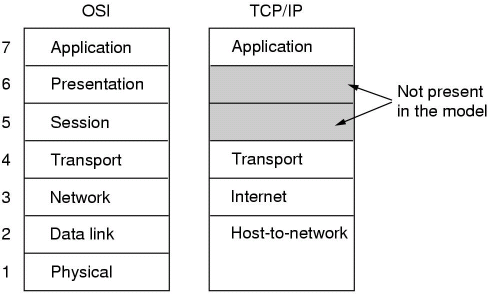 OSI TCP/IP
7 Application Application
6 Presentation
5 Session
Not present
in the model
4 Transport Transport
3 Network Internet
2 Data link Host-to-network
1 Physical